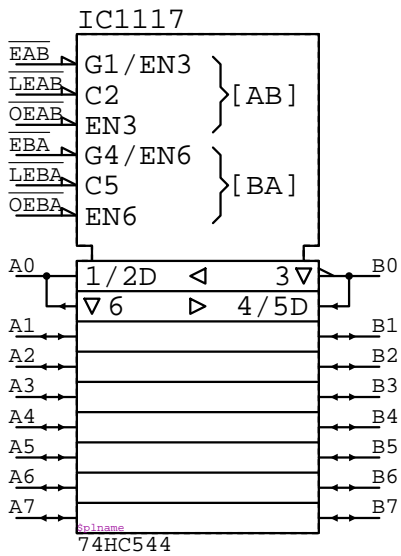 IC1117
EAB G1/EN3
LEAB C2 [AB]
OEAB EN3
EBA G4/EN6
LEBA C5 [BA]
OEBA EN6
A0 1/2D 3 B0
6 4/5D
A1 B1
A2 B2
A3 B3
A4 B4
A5 B5
A6 B6
A7 B7
$plname
74HC544